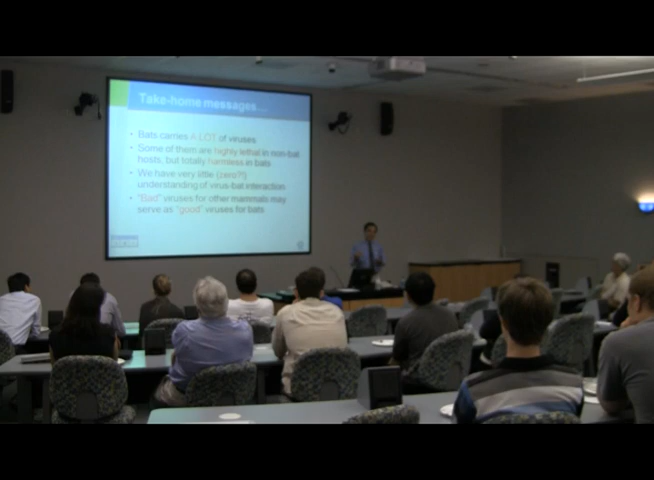 Take-home messages...
• Bats carries A LOT of viruses;
• Some of them are highly lethal in non-bat
hosts, but totally harmless in bats
• We have very little (zero?!)
understanding of virus-bat interaction
• "Bad" viruses for other mammals may
serve as "good" viruses for bats